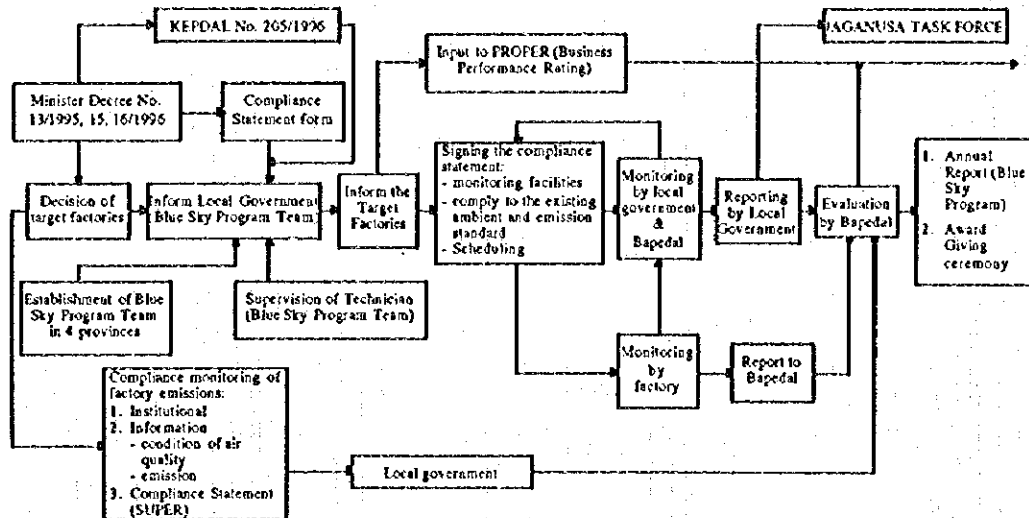 KEPDAL No. 205/1996
JAGANUSA TASK FORCE
Input to PROPER (Business
Performance Rating)
Minister Decree No.
13/1995, 15, 16/1996
Compliance
Statement form
Decision of
target factories
Inform Local Government
Blue Sky Program Team
Inform the
Target
Factories
Signing the compliance
statement:
- monitoring facilities
- comply to the existing
ambient and emission
standard
- Scheduling
Monitoring
by local
government
&
Bapedal
Reporting
by Local
Government
Evaluation
by Bapedal
1. Annual
Report (Blue
Sky
Program)
2. Award
Giving
ceremony
Establishment of Blue
Sky Program Team
in 4 provinces
Supervision of Technician
(Blue Sky Program Team)
Monitoring
by
factory
Report to
Bapedal
Compliance monitoring of
factory emissions:
1. Institutional
2. Information
- condition of air
quality
- emission
3. Compliance Statement
(SUPER)
Local government